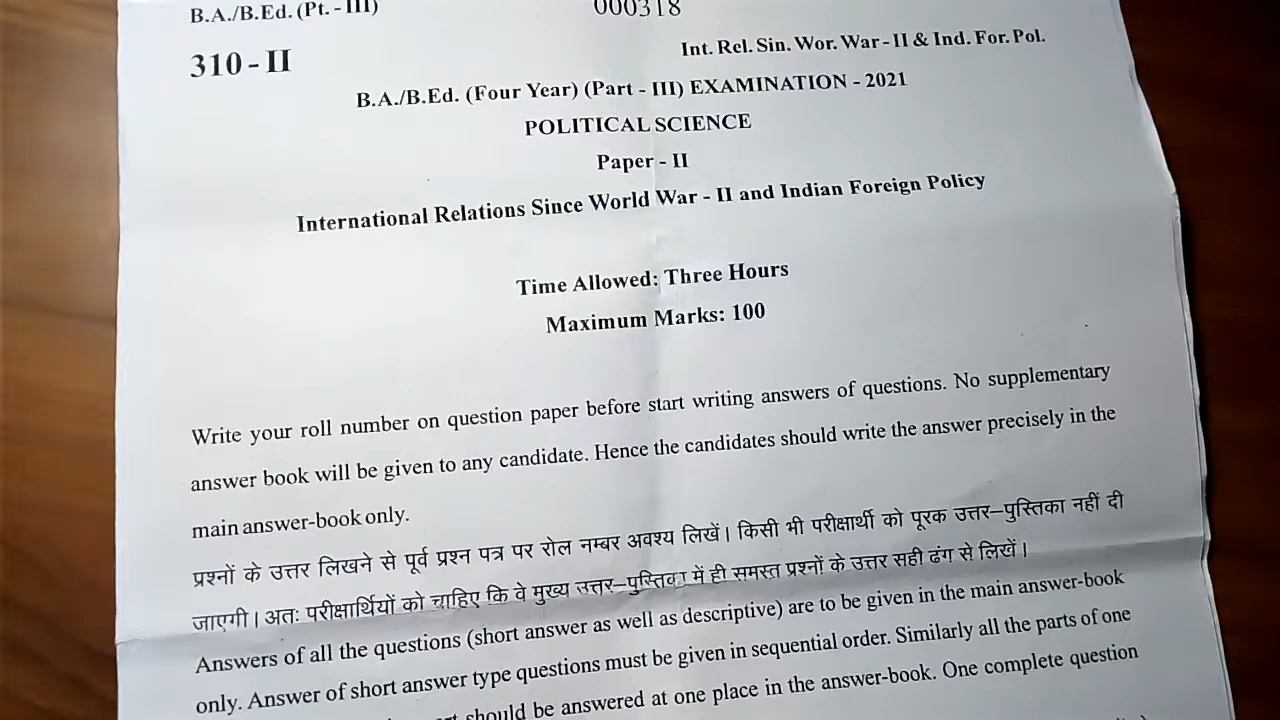 B.A./B.Ed. (Pt. - III)
000318
310 - II
Int. Rel. Sin. Wor. War - II & Ind. For. Pol.
B.A./B.Ed. (Four Year) (Part - III) EXAMINATION - 2021
POLITICAL SCIENCE
Paper - II
International Relations Since World War - II and Indian Foreign Policy
Time Allowed: Three Hours
Maximum Marks: 100
Write your roll number on question paper before start writing answers of questions. No supplementary
answer book will be given to any candidate. Hence the candidates should write the answer precisely in the
main answer-book only.
प्रश्नों के उत्तर लिखने से पूर्व प्रश्न पत्र पर रोल नम्बर अवश्य लिखें। किसी भी परीक्षार्थी को पूरक उत्तर–पुस्तिका नहीं दी
जाएगी। अतः परीक्षार्थियों को चाहिए कि वे मुख्य उत्तर–पुस्तिका में ही समस्त प्रश्नों के उत्तर सही ढंग से लिखें।
Answers of all the questions (short answer as well as descriptive) are to be given in the main answer-book
only. Answer of short answer type questions must be given in sequential order. Similarly all the parts of one
should be answered at one place in the answer-book. One complete question